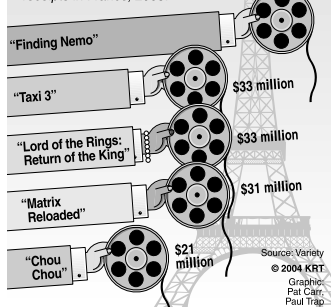 "Finding Nemo"
"Taxi 3"
$33 million
"Lord of the Rings:
Return of the King"
$33 million
"Matrix
Reloaded"
$31 million
"Chou
Chou"
$21
million
Source: Variety
© 2004 KRT
Graphic:
Pat Carr,
Paul Trap